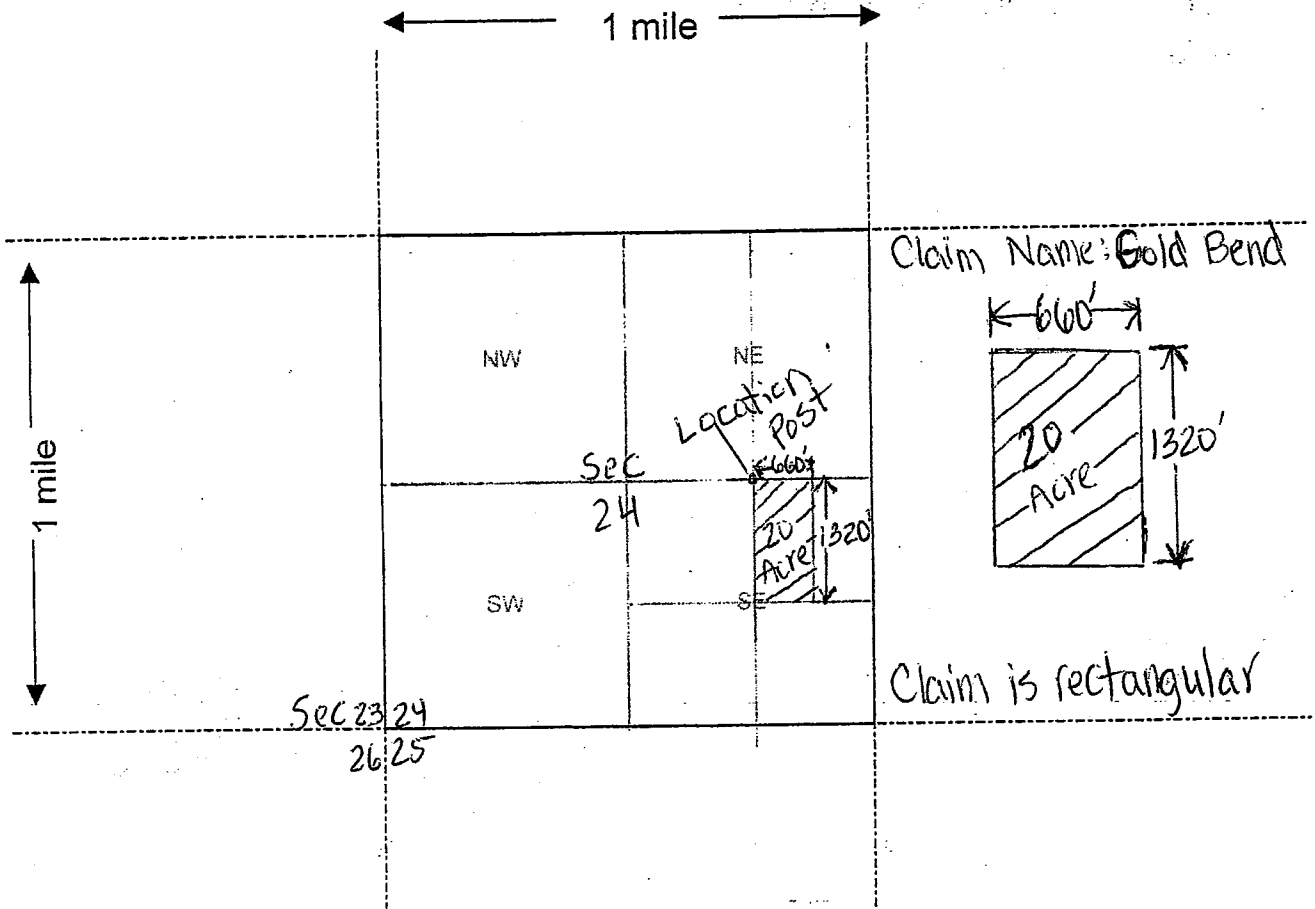 1 mile
1 mile
Claim Name: Gold Bend
660'
20
Acre
1320'
NW
NE
Location
Post
660'
Sec
24
20
Acre
1320'
SW
SE
Claim is rectangular
Sec 23 24
26 25